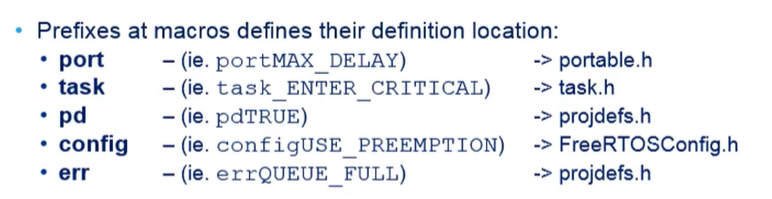 • Prefixes at macros defines their definition location:
• port – (ie. portMAX_DELAY) -> portable.h
• task – (ie. task_ENTER_CRITICAL) -> task.h
• pd – (ie. pdTRUE) -> projdefs.h
• config – (ie. configUSE_PREEMPTION) -> FreeRTOSConfig.h
• err – (ie. errQUEUE_FULL) -> projdefs.h